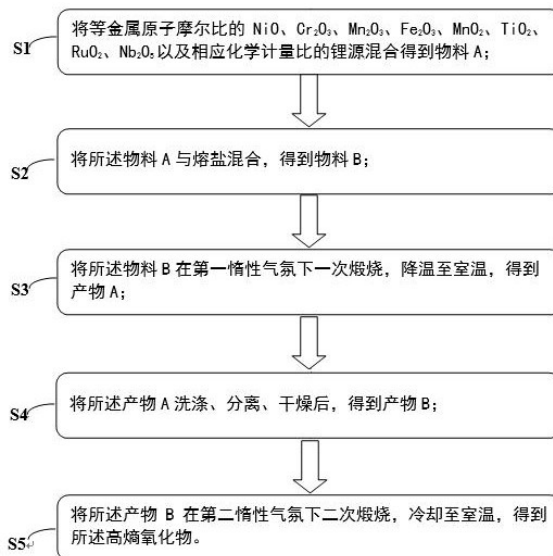 S1
将等金属原子摩尔比的 NiO、Cr₂O₃、Mn₂O₃、Fe₂O₃、MnO₂、TiO₂、
RuO₂、Nb₂O₅以及相应化学计量比的锂源混合得到物料 A；
S2
将所述物料 A 与熔盐混合，得到物料 B；
S3
将所述物料 B 在第一惰性气氛下一次煅烧，降温至室温，得到
产物 A；
S4
将所述产物 A 洗涤、分离、干燥后，得到产物 B；
S5
将所述产物 B 在第二惰性气氛下二次煅烧，冷却至室温，得到
所述高熵氧化物。